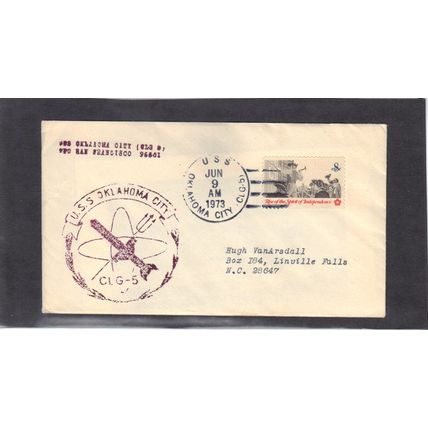 USS OKLAHOMA CITY (CLG 5)
FPO SAN FRANCISCO 96601
U.S.S OKLAHOMA CITY
CLG-5
USS
JUN
9
AM
1973
OKLAHOMA CITY CLG-5
8
Rise of the Spirit of Independence
Hugh VanArsdall
Box 184, Linville Falls
N.C. 28647